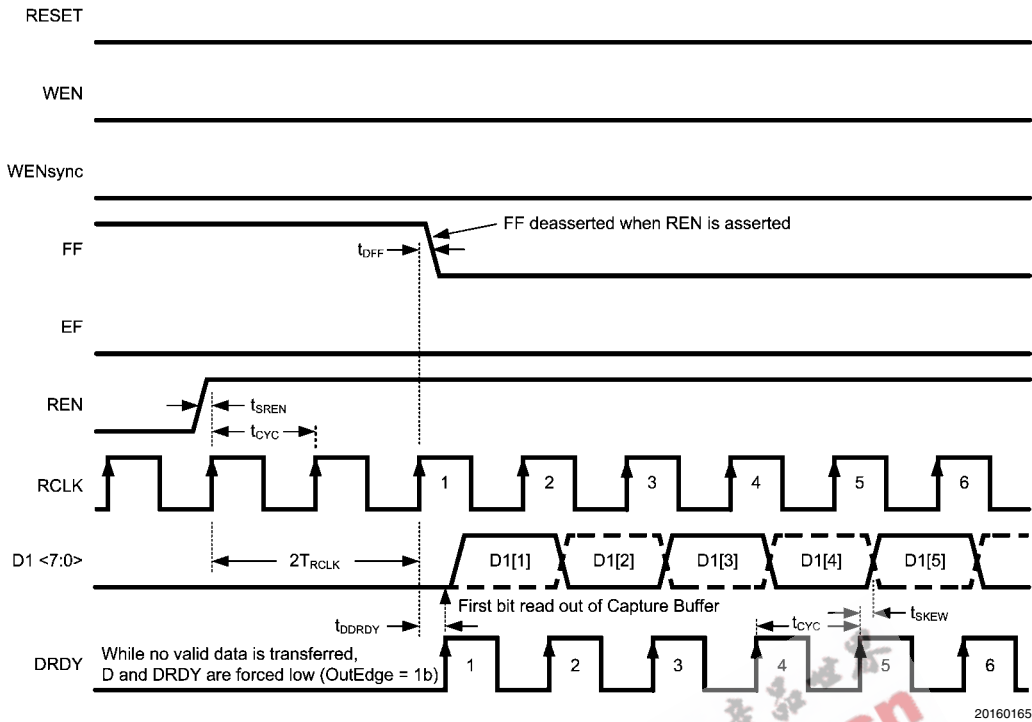 RESET
WEN
WENsync
FF
FF deasserted when REN is asserted
tDFF
EF
REN
tSREN
tCYC
RCLK
1 2 3 4 5 6
D1 <7:0>
2TRCLK
D1[1] D1[2] D1[3] D1[4] D1[5]
First bit read out of Capture Buffer
tDDRDY
tCYC
tSKEW
DRDY
While no valid data is transferred,
D and DRDY are forced low (OutEdge = 1b)
1 2 3 4 5 6
20160165